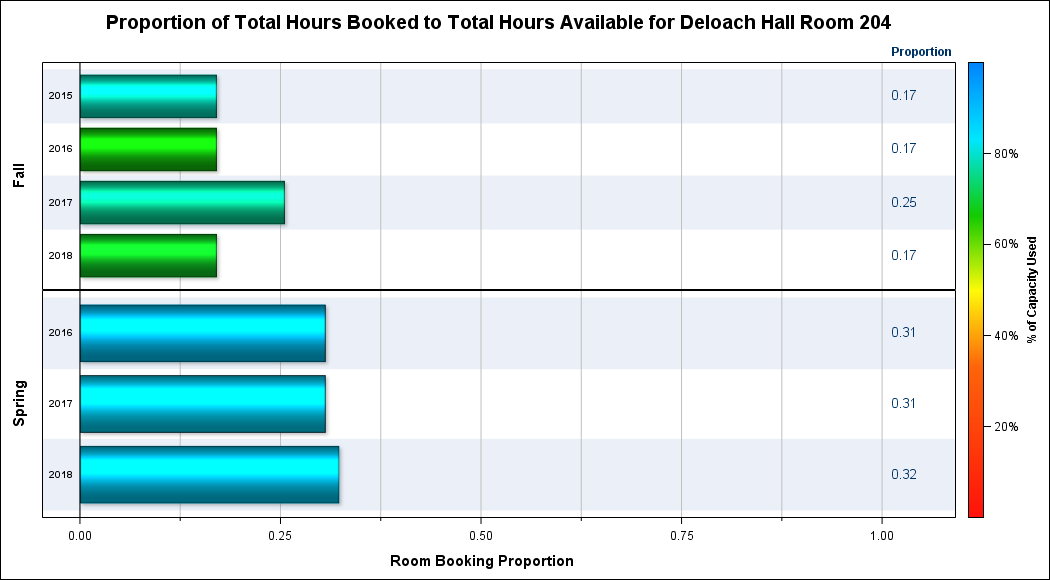 Proportion of Total Hours Booked to Total Hours Available for Deloach Hall Room 204
Proportion
Fall
2015 0.17
2016 0.17
2017 0.25
2018 0.17
Spring
2016 0.31
2017 0.31
2018 0.32
0.00 0.25 0.50 0.75 1.00
Room Booking Proportion
80%
60%
40%
20%
% of Capacity Used